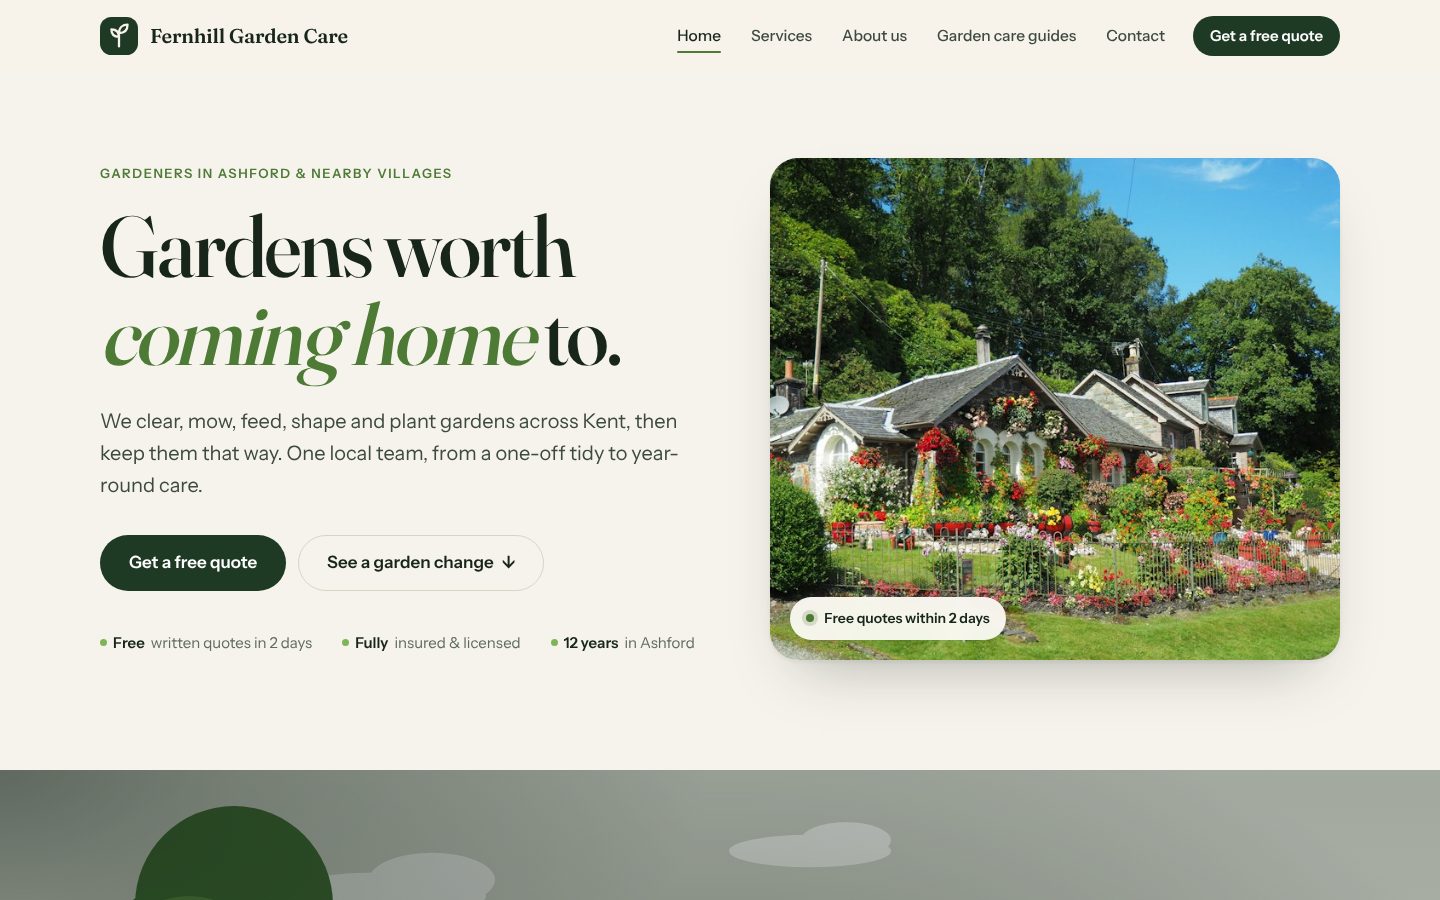 Fernhill Garden Care
Home
Services
About us
Garden care guides
Contact
Get a free quote
GARDENERS IN ASHFORD & NEARBY VILLAGES
Gardens worth
coming home to.
We clear, mow, feed, shape and plant gardens across Kent, then
keep them that way. One local team, from a one-off tidy to year-
round care.
Get a free quote
See a garden change ↓
Free written quotes in 2 days
Fully insured & licensed
12 years in Ashford
Free quotes within 2 days